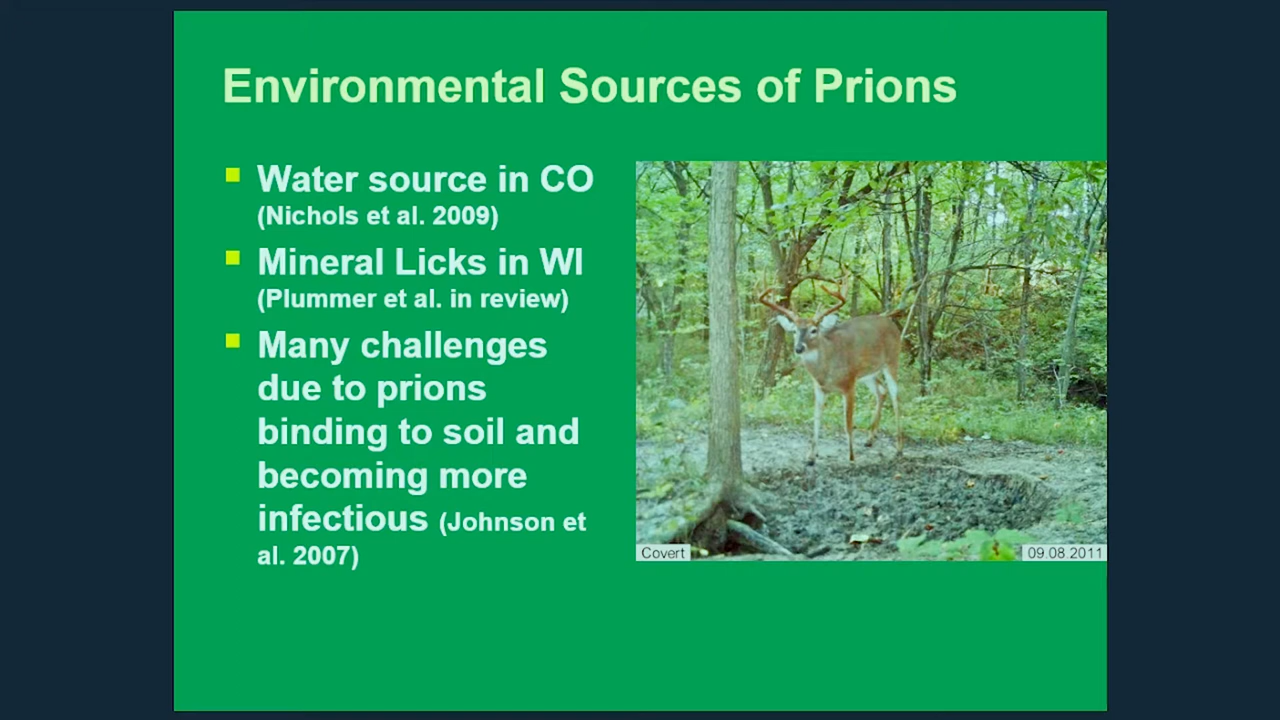 Environmental Sources of Prions
Water source in CO
(Nichols et al. 2009)
Mineral Licks in WI
(Plummer et al. in review)
Many challenges
due to prions
binding to soil and
becoming more
infectious (Johnson et
al. 2007)
Covert
09.08.2011